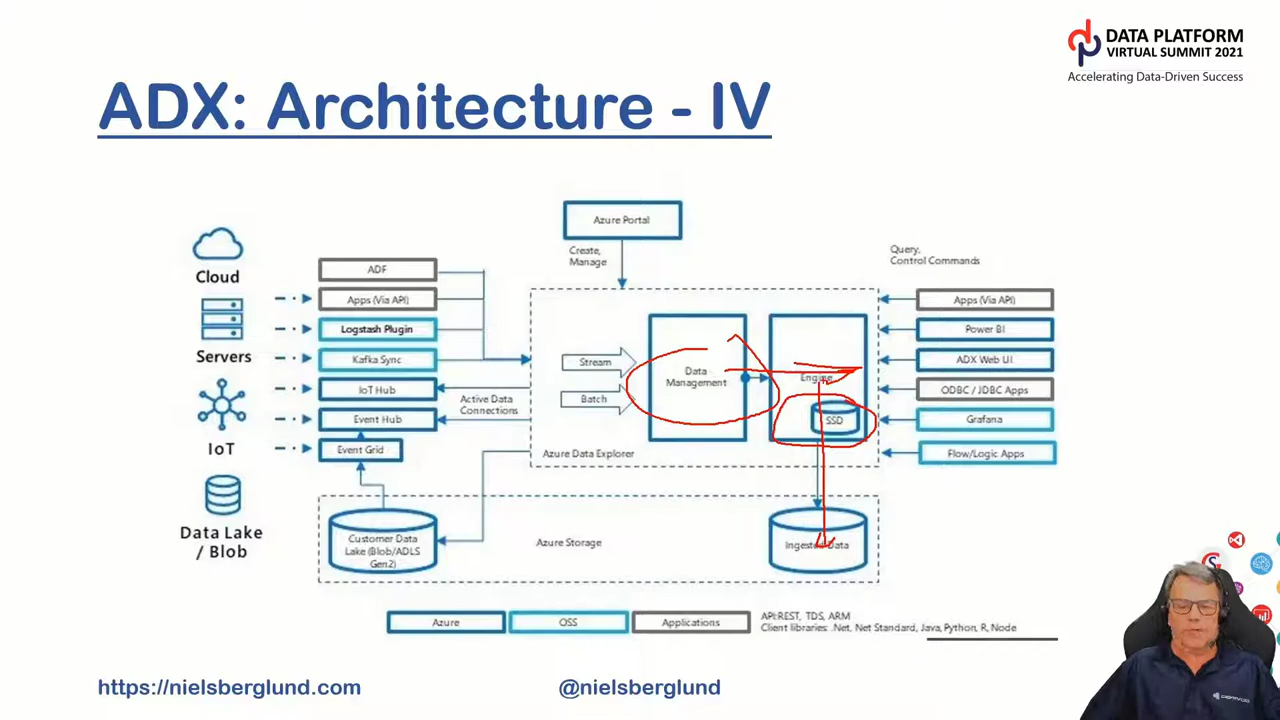 DATA PLATFORM
VIRTUAL SUMMIT 2021
Accelerating Data-Driven Success
ADX: Architecture - IV
Azure Portal
Create,
Manage
Query,
Control Commands
Cloud
Servers
IoT
Data Lake
/ Blob
ADF
Apps (Via API)
Logstash Plugin
Kafka Sync
IoT Hub
Event Hub
Event Grid
Active Data
Connections
Stream
Batch
Data
Management
Engine
SSD
Azure Data Explorer
Apps (Via API)
Power BI
ADX Web UI
ODBC / JDBC Apps
Grafana
Flow/Logic Apps
Customer Data
Lake (Blob/ADLS
Gen2)
Azure Storage
Ingested Data
Azure
OSS
Applications
API:REST, TDS, ARM
Client libraries: .Net, Net Standard, Java, Python, R, Node
https://nielsberglund.com
@nielsberglund